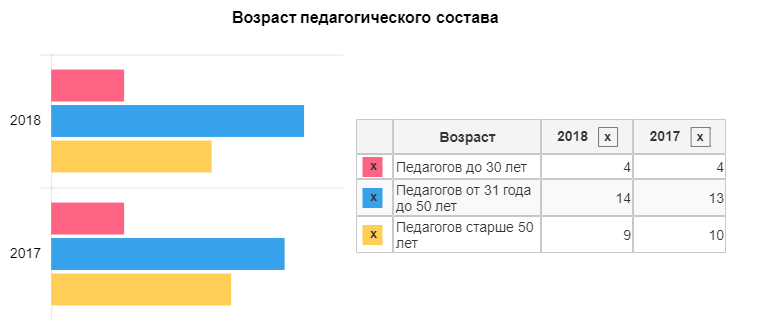 Возраст педагогического состава
2018
2017
Возраст 2018 x 2017 x
x Педагогов до 30 лет 4 4
x Педагогов от 31 года
до 50 лет 14 13
x Педагогов старше 50
лет 9 10